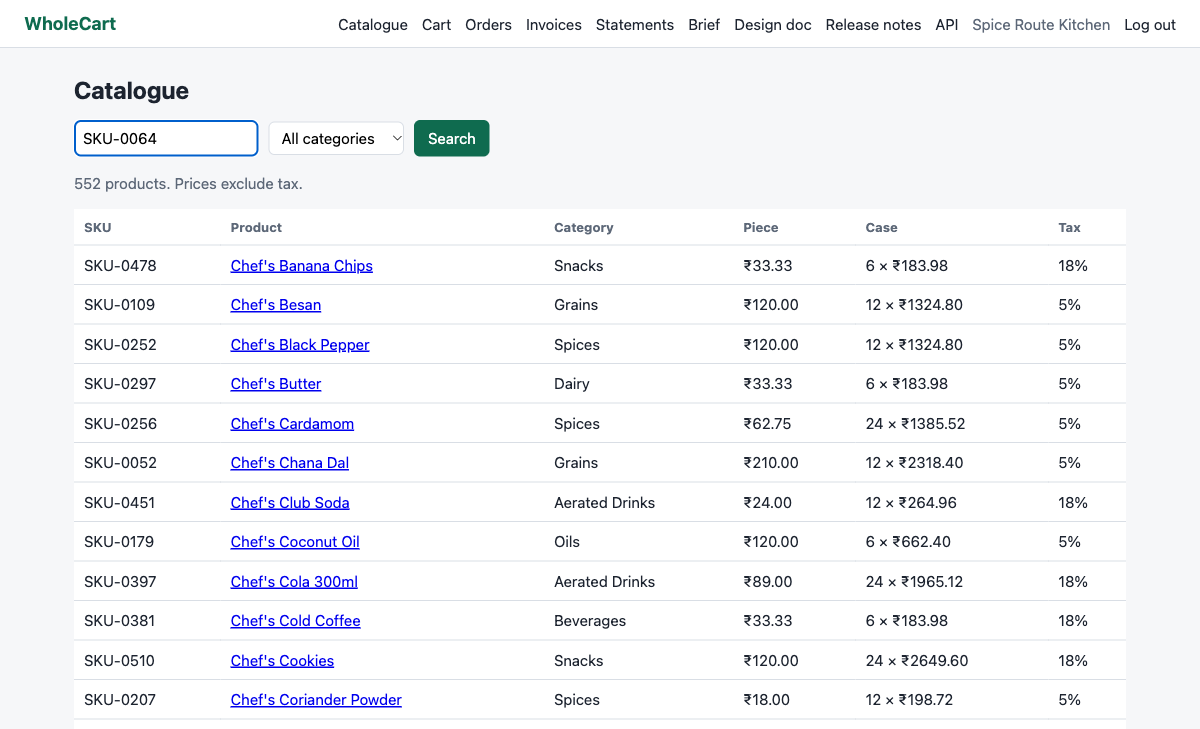 WholeCart Catalogue Cart Orders Invoices Statements Brief Design doc Release notes API Spice Route Kitchen Log out
Catalogue
SKU-0064 All categories Search
552 products. Prices exclude tax.
SKU Product Category Piece Case Tax
SKU-0478 Chef's Banana Chips Snacks ₹33.33 6 × ₹183.98 18%
SKU-0109 Chef's Besan Grains ₹120.00 12 × ₹1324.80 5%
SKU-0252 Chef's Black Pepper Spices ₹120.00 12 × ₹1324.80 5%
SKU-0297 Chef's Butter Dairy ₹33.33 6 × ₹183.98 5%
SKU-0256 Chef's Cardamom Spices ₹62.75 24 × ₹1385.52 5%
SKU-0052 Chef's Chana Dal Grains ₹210.00 12 × ₹2318.40 5%
SKU-0451 Chef's Club Soda Aerated Drinks ₹24.00 12 × ₹264.96 18%
SKU-0179 Chef's Coconut Oil Oils ₹120.00 6 × ₹662.40 5%
SKU-0397 Chef's Cola 300ml Aerated Drinks ₹89.00 24 × ₹1965.12 18%
SKU-0381 Chef's Cold Coffee Beverages ₹33.33 6 × ₹183.98 18%
SKU-0510 Chef's Cookies Snacks ₹120.00 24 × ₹2649.60 18%
SKU-0207 Chef's Coriander Powder Spices ₹18.00 12 × ₹198.72 5%